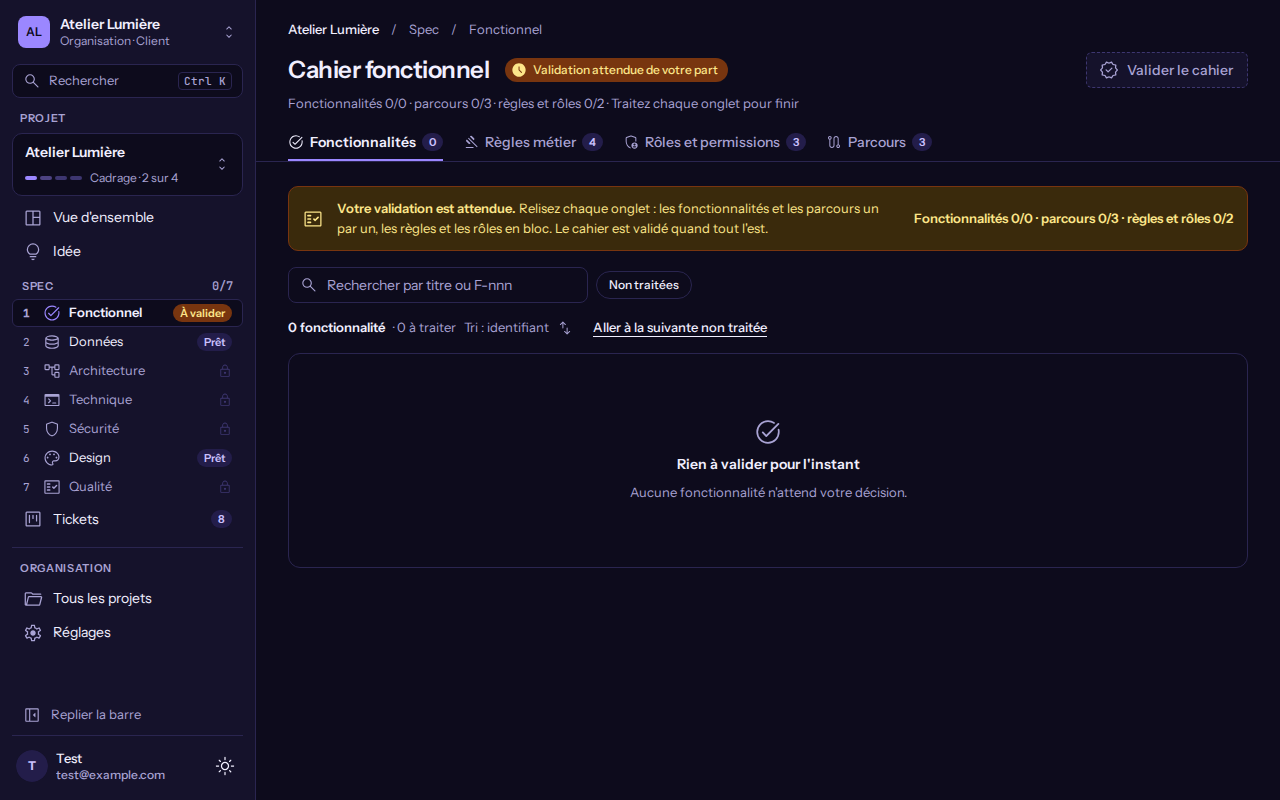 AL
Atelier Lumière
Organisation·Client
Rechercher
Ctrl K
PROJET
Atelier Lumière
Cadrage·2 sur 4
Vue d'ensemble
Idée
SPEC 0/7
1 Fonctionnel À valider
2 Données Prêt
3 Architecture
4 Technique
5 Sécurité
6 Design Prêt
7 Qualité
Tickets 8
ORGANISATION
Tous les projets
Réglages
Replier la barre
T
Test
test@example.com
Atelier Lumière / Spec / Fonctionnel
Cahier fonctionnel
Validation attendue de votre part
Valider le cahier
Fonctionnalités 0/0 · parcours 0/3 · règles et rôles 0/2 · Traitez chaque onglet pour finir
Fonctionnalités 0 Règles métier 4 Rôles et permissions 3 Parcours 3
Votre validation est attendue. Relisez chaque onglet : les fonctionnalités et les parcours un
par un, les règles et les rôles en bloc. Le cahier est validé quand tout l'est.
Fonctionnalités 0/0 · parcours 0/3 · règles et rôles 0/2
Rechercher par titre ou F-nnn
Non traitées
0 fonctionnalité · 0 à traiter Tri : identifiant Aller à la suivante non traitée
Rien à valider pour l'instant
Aucune fonctionnalité n'attend votre décision.